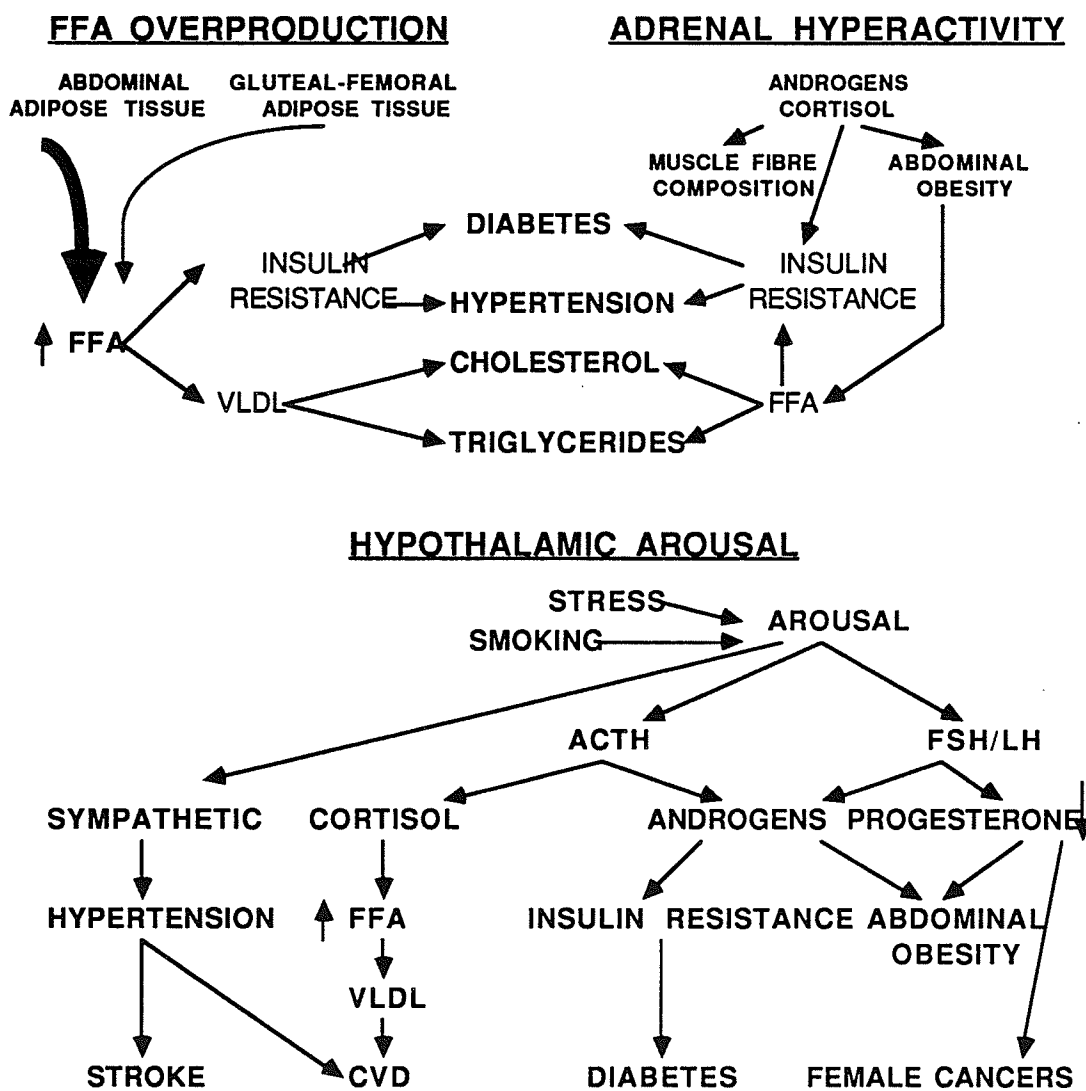 FFA OVERPRODUCTION
ABDOMINAL
ADIPOSE TISSUE
GLUTEAL-FEMORAL
ADIPOSE TISSUE
INSULIN
RESISTANCE
FFA
VLDL
DIABETES
HYPERTENSION
CHOLESTEROL
TRIGLYCERIDES
ADRENAL HYPERACTIVITY
ANDROGENS
CORTISOL
MUSCLE FIBRE
COMPOSITION
ABDOMINAL
OBESITY
INSULIN
RESISTANCE
FFA
HYPOTHALAMIC AROUSAL
STRESS
SMOKING
AROUSAL
ACTH
FSH/LH
SYMPATHETIC
CORTISOL
ANDROGENS
PROGESTERONE
HYPERTENSION
FFA
INSULIN RESISTANCE
ABDOMINAL
OBESITY
VLDL
STROKE
CVD
DIABETES
FEMALE CANCERS